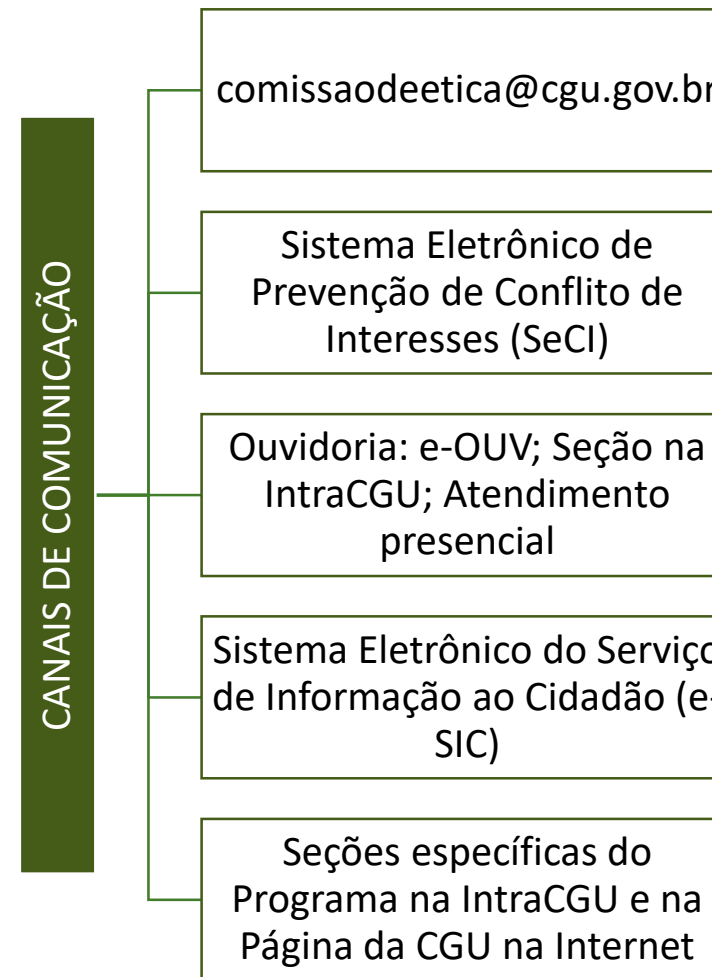 CANAIS DE COMUNICAÇÃO
comissaodeetica@cgu.gov.br
Sistema Eletrônico de
Prevenção de Conflito de
Interesses (SeCI)
Ouvidoria: e-OUV; Seção na
IntraCGU; Atendimento
presencial
Sistema Eletrônico do Serviço
de Informação ao Cidadão (e-
SIC)
Seções específicas do
Programa na IntraCGU e na
Página da CGU na Internet